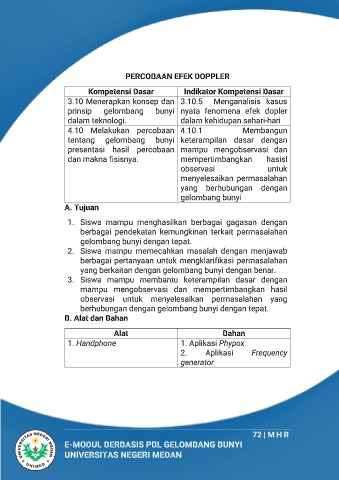 PERCOBAAN EFEK DOPPLER
Kompetensi Dasar
Indikator Kompetensi Dasar
3.10 Menerapkan konsep dan
prinsip gelombang bunyi
dalam teknologi.
3.10.5 Menganalisis kasus
nyata fenomena efek dopler
dalam kehidupan sehari-hari
4.10 Melakukan percobaan
tentang gelombang bunyi
presentasi hasil percobaan
dan makna fisisnya.
4.10.1 Membangun
keterampilan dasar dengan
mampu mengobservasi dan
mempertimbangkan hasisl
observasi untuk
menyelesaikan permasalahan
yang berhubungan dengan
gelombang bunyi
A. Tujuan
1. Siswa mampu menghasilkan berbagai gagasan dengan
berbagai pendekatan kemungkinan terkait permasalahan
gelombang bunyi dengan tepat.
2. Siswa mampu memecahkan masalah dengan menjawab
berbagai pertanyaan untuk mengklarifikasi permasalahan
yang berkaitan dengan gelombang bunyi dengan benar.
3. Siswa mampu membantu keterampilan dasar dengan
mampu mengobservasi dan mempertimbangkan hasil
observasi untuk menyelesaikan permasalahan yang
berhubungan dengan gelombang bunyi dengan tepat.
B. Alat dan Bahan
Alat
Bahan
1. Handphone
1. Aplikasi Phypox
2. Aplikasi Frequency
generator
72 | M H R
E-MODUL BERBASIS PBL GELOMBANG BUNYI
UNIVERSITAS NEGERI MEDAN
UNIVERSITAS NEGERI MEDAN
UNIMED